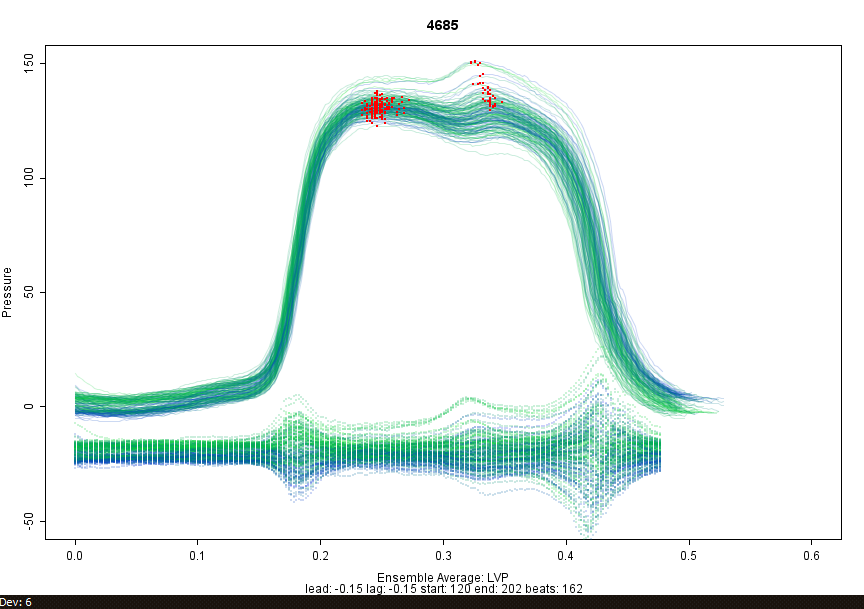 4685
150
100
50
0
-50
Pressure
0.0 0.1 0.2 0.3 0.4 0.5 0.6
Ensemble Average: LVP
lead: -0.15 lag: -0.15 start: 120 end: 202 beats: 162
Dev: 6